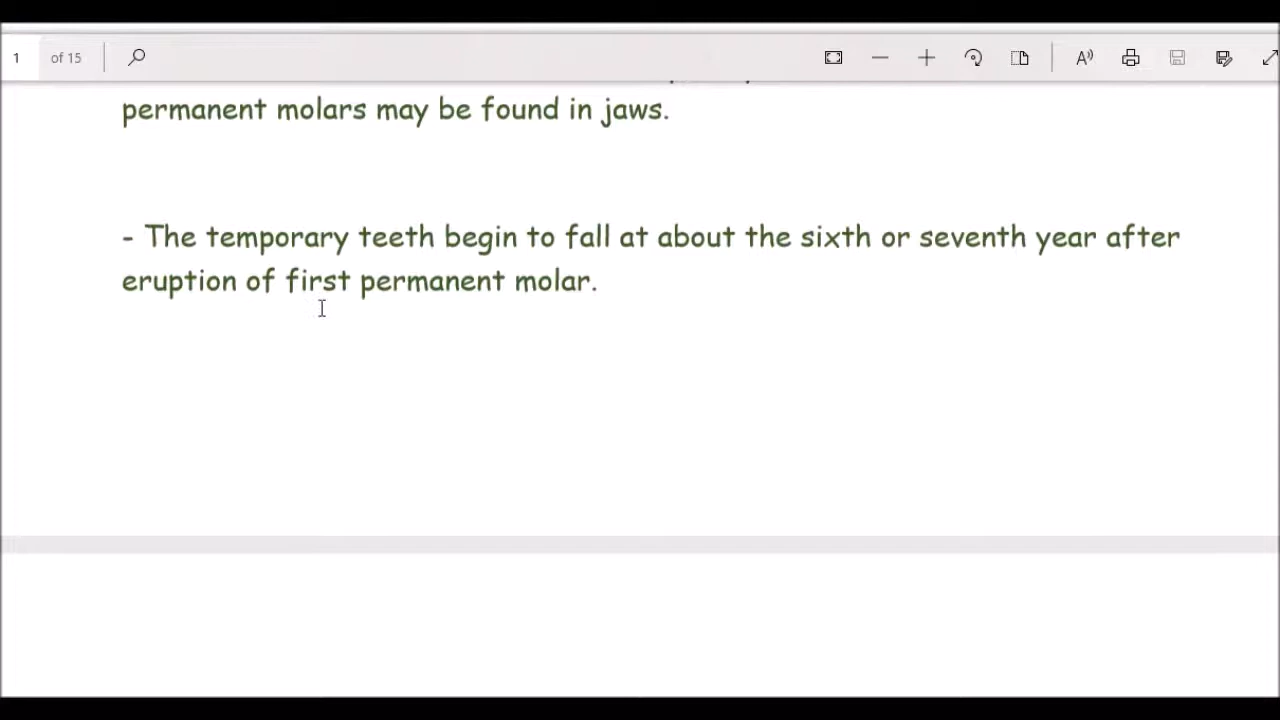 1 of 15
permanent molars may be found in jaws.
- The temporary teeth begin to fall at about the sixth or seventh year after
eruption of first permanent molar.